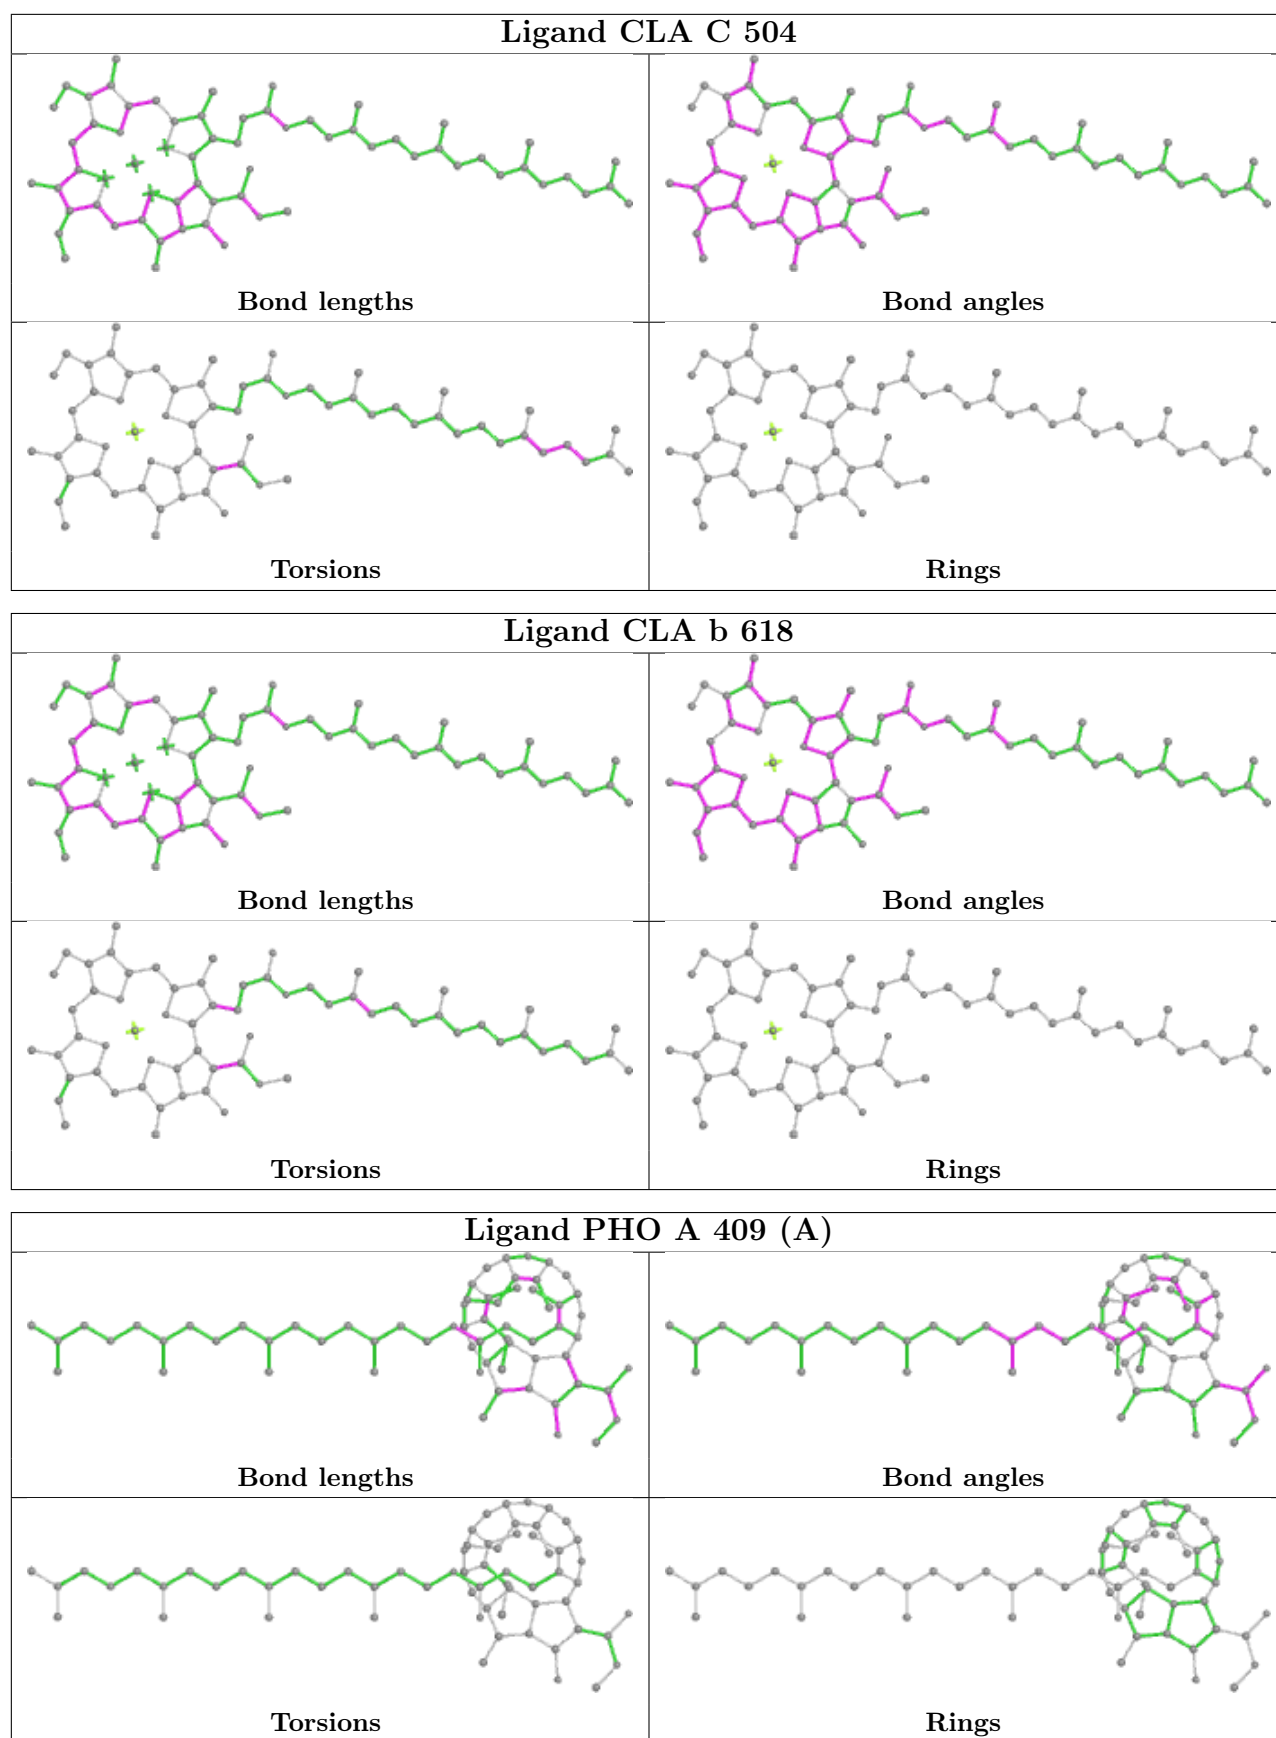 Ligand CLA C 504
Bond lengths
Bond angles
Torsions
Rings
Ligand CLA b 618
Bond lengths
Bond angles
Torsions
Rings
Ligand PHO A 409 (A)
Bond lengths
Bond angles
Torsions
Rings